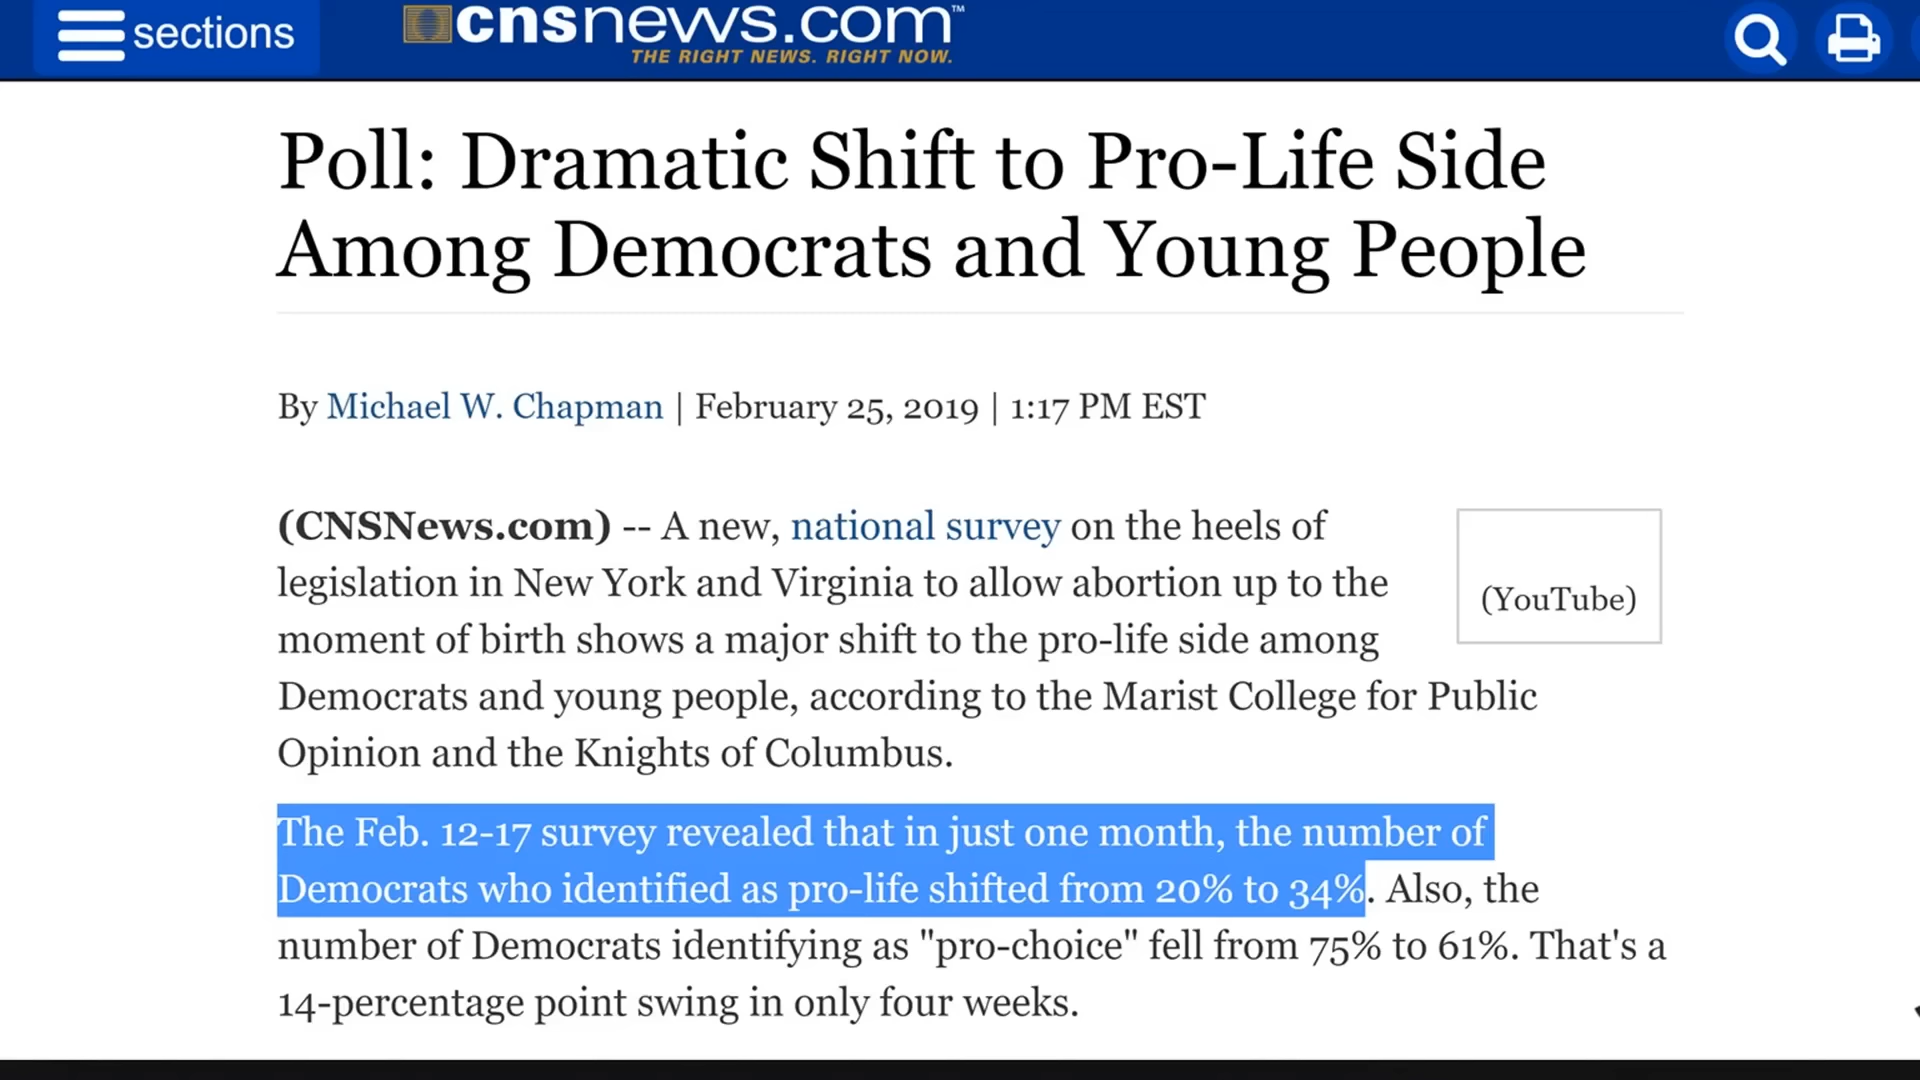 sections
cnsnews.com™
THE RIGHT NEWS. RIGHT NOW.
Poll: Dramatic Shift to Pro-Life Side
Among Democrats and Young People
By Michael W. Chapman | February 25, 2019 | 1:17 PM EST
(CNSNews.com) -- A new, national survey on the heels of
legislation in New York and Virginia to allow abortion up to the
moment of birth shows a major shift to the pro-life side among
Democrats and young people, according to the Marist College for Public
Opinion and the Knights of Columbus.
(YouTube)
The Feb. 12-17 survey revealed that in just one month, the number of
Democrats who identified as pro-life shifted from 20% to 34%. Also, the
number of Democrats identifying as "pro-choice" fell from 75% to 61%. That's a
14-percentage point swing in only four weeks.